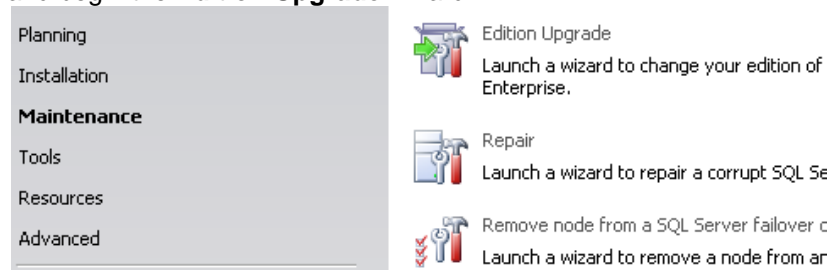 Planning
Installation
Maintenance
Tools
Resources
Advanced
Edition Upgrade
Launch a wizard to change your edition of
Enterprise.
Repair
Launch a wizard to repair a corrupt SQL Se
Remove node from a SQL Server failover
Launch a wizard to remove a node from